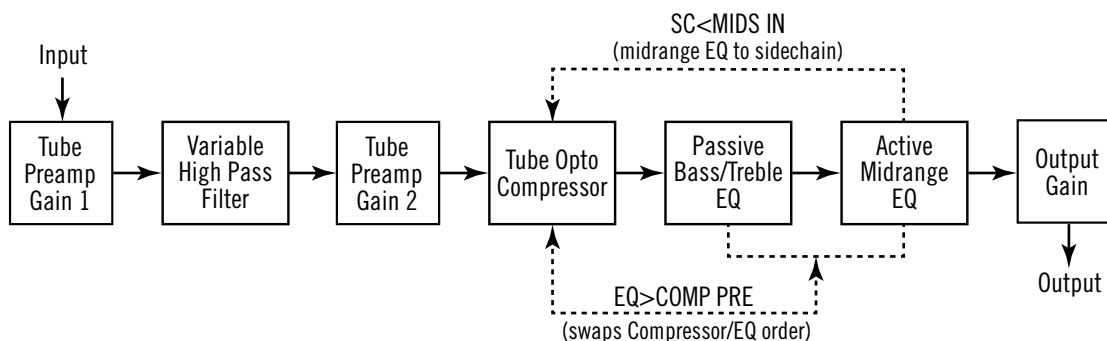 SC<MIDS IN
(midrange EQ to sidechain)
Input
Tube
Preamp
Gain 1
Variable
High Pass
Filter
Tube
Preamp
Gain 2
Tube Opto
Compressor
Passive
Bass/Treble
EQ
Active
Midrange
EQ
Output
Gain
Output
EQ>COMP PRE
(swaps Compressor/EQ order)